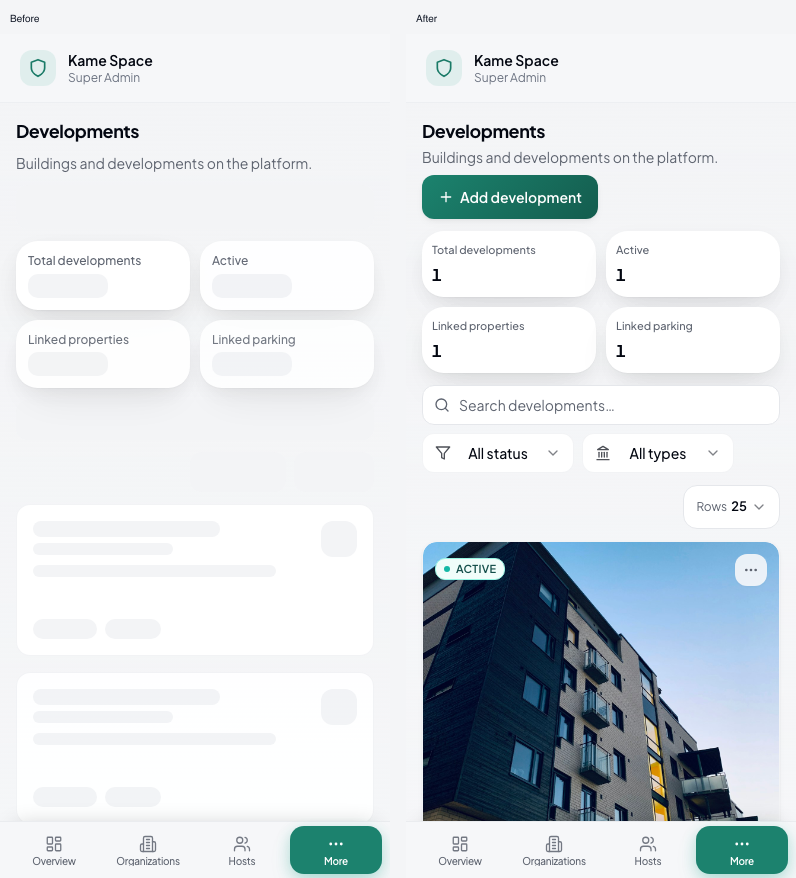 Before
Kame Space
Super Admin
Developments
Buildings and developments on the platform.
Total developments
Active
Linked properties
Linked parking
Overview
Organizations
Hosts
More
After
Kame Space
Super Admin
Developments
Buildings and developments on the platform.
Add development
Total developments
1
Active
1
Linked properties
1
Linked parking
1
Search developments...
All status
All types
Rows 25
ACTIVE
Overview
Organizations
Hosts
More